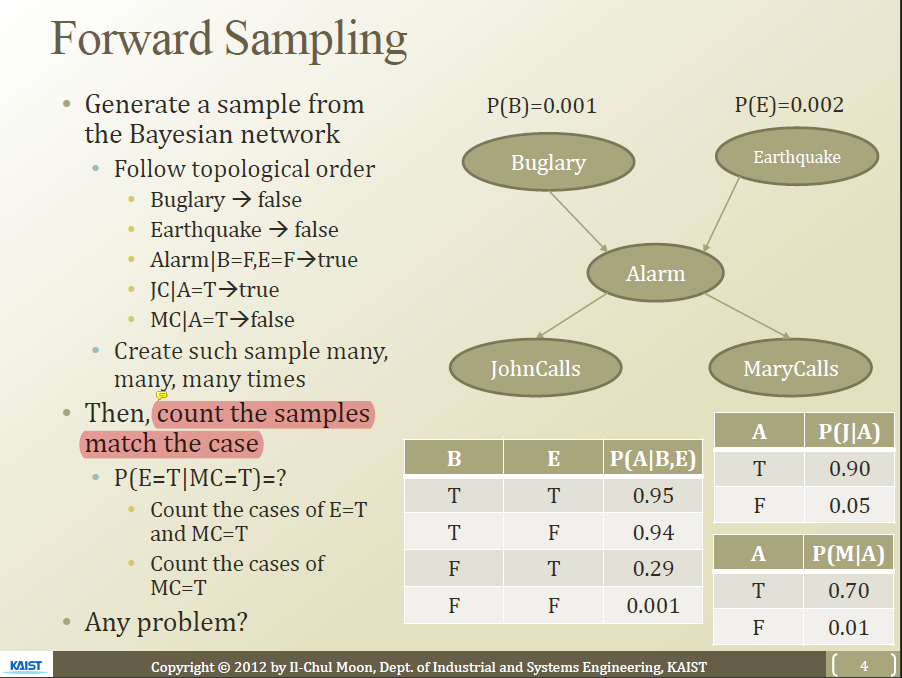 Forward Sampling
• Generate a sample from
the Bayesian network
• Follow topological order
• Buglary → false
• Earthquake → false
• Alarm|B=F,E=F→true
• JC|A=T→true
• MC|A=T→false
• Create such sample many,
many, many times
• Then, count the samples
match the case
• P(E=T|MC=T)=?
• Count the cases of E=T
and MC=T
• Count the cases of
MC=T
• Any problem?
P(B)=0.001
P(E)=0.002
Buglary
Earthquake
Alarm
JohnCalls
MaryCalls
B E P(A|B,E)
T T 0.95
T F 0.94
F T 0.29
F F 0.001
A P(J|A)
T 0.90
F 0.05
A P(M|A)
T 0.70
F 0.01
KAIST
Copyright © 2012 by Il-Chul Moon, Dept. of Industrial and Systems Engineering, KAIST
4